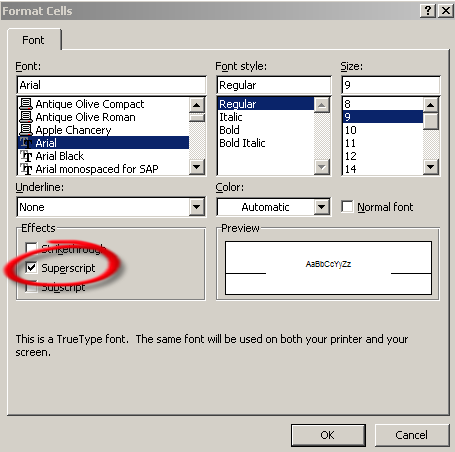 Format Cells
Font
Font: Font style: Size:
Arial Regular 9
Antique Olive Compact Regular 8
Antique Olive Roman Italic 9
Apple Chancery Bold 10
Arial Bold Italic 11
Arial Black 12
Arial monospaced for SAP 14
Underline: Color:
None Automatic Normal font
Effects Preview
Strikethrough
Superscript AaBbCcYyZz
Subscript
This is a TrueType font. The same font will be used on both your printer and your
screen.
OK Cancel